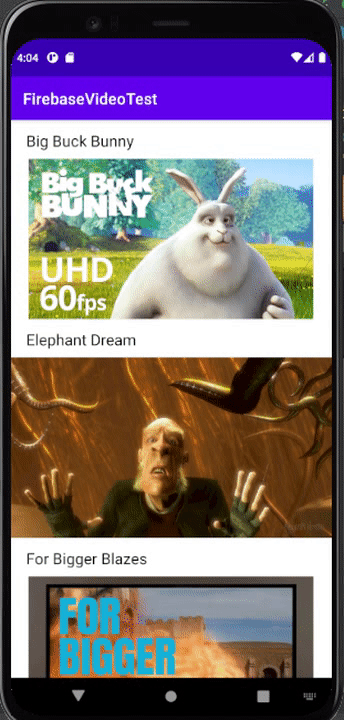 4:04
FirebaseVideoTest
Big Buck Bunny
Big Buck
BUNNY
UHD
60fps
Elephant Dream
For Bigger Blazes
FOR
BIGGER